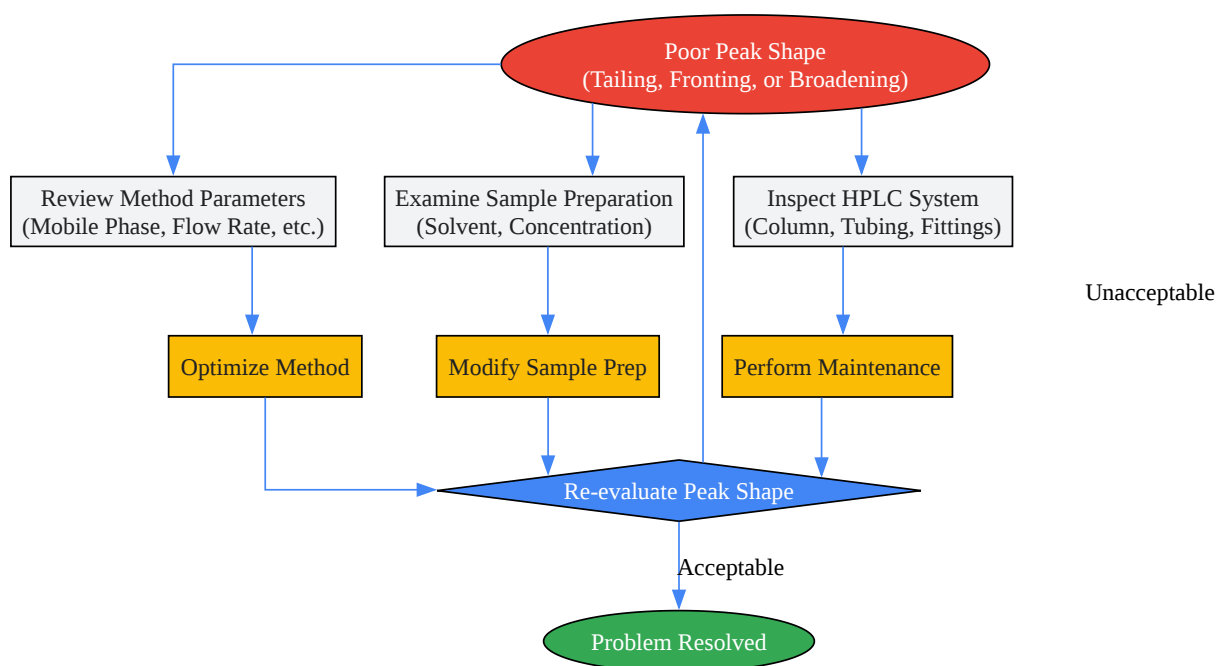 Poor Peak Shape
(Tailing, Fronting, or Broadening)
Review Method Parameters
(Mobile Phase, Flow Rate, etc.)
Examine Sample Preparation
(Solvent, Concentration)
Inspect HPLC System
(Column, Tubing, Fittings)
Unacceptable
Optimize Method
Modify Sample Prep
Perform Maintenance
Re-evaluate Peak Shape
Acceptable
Problem Resolved